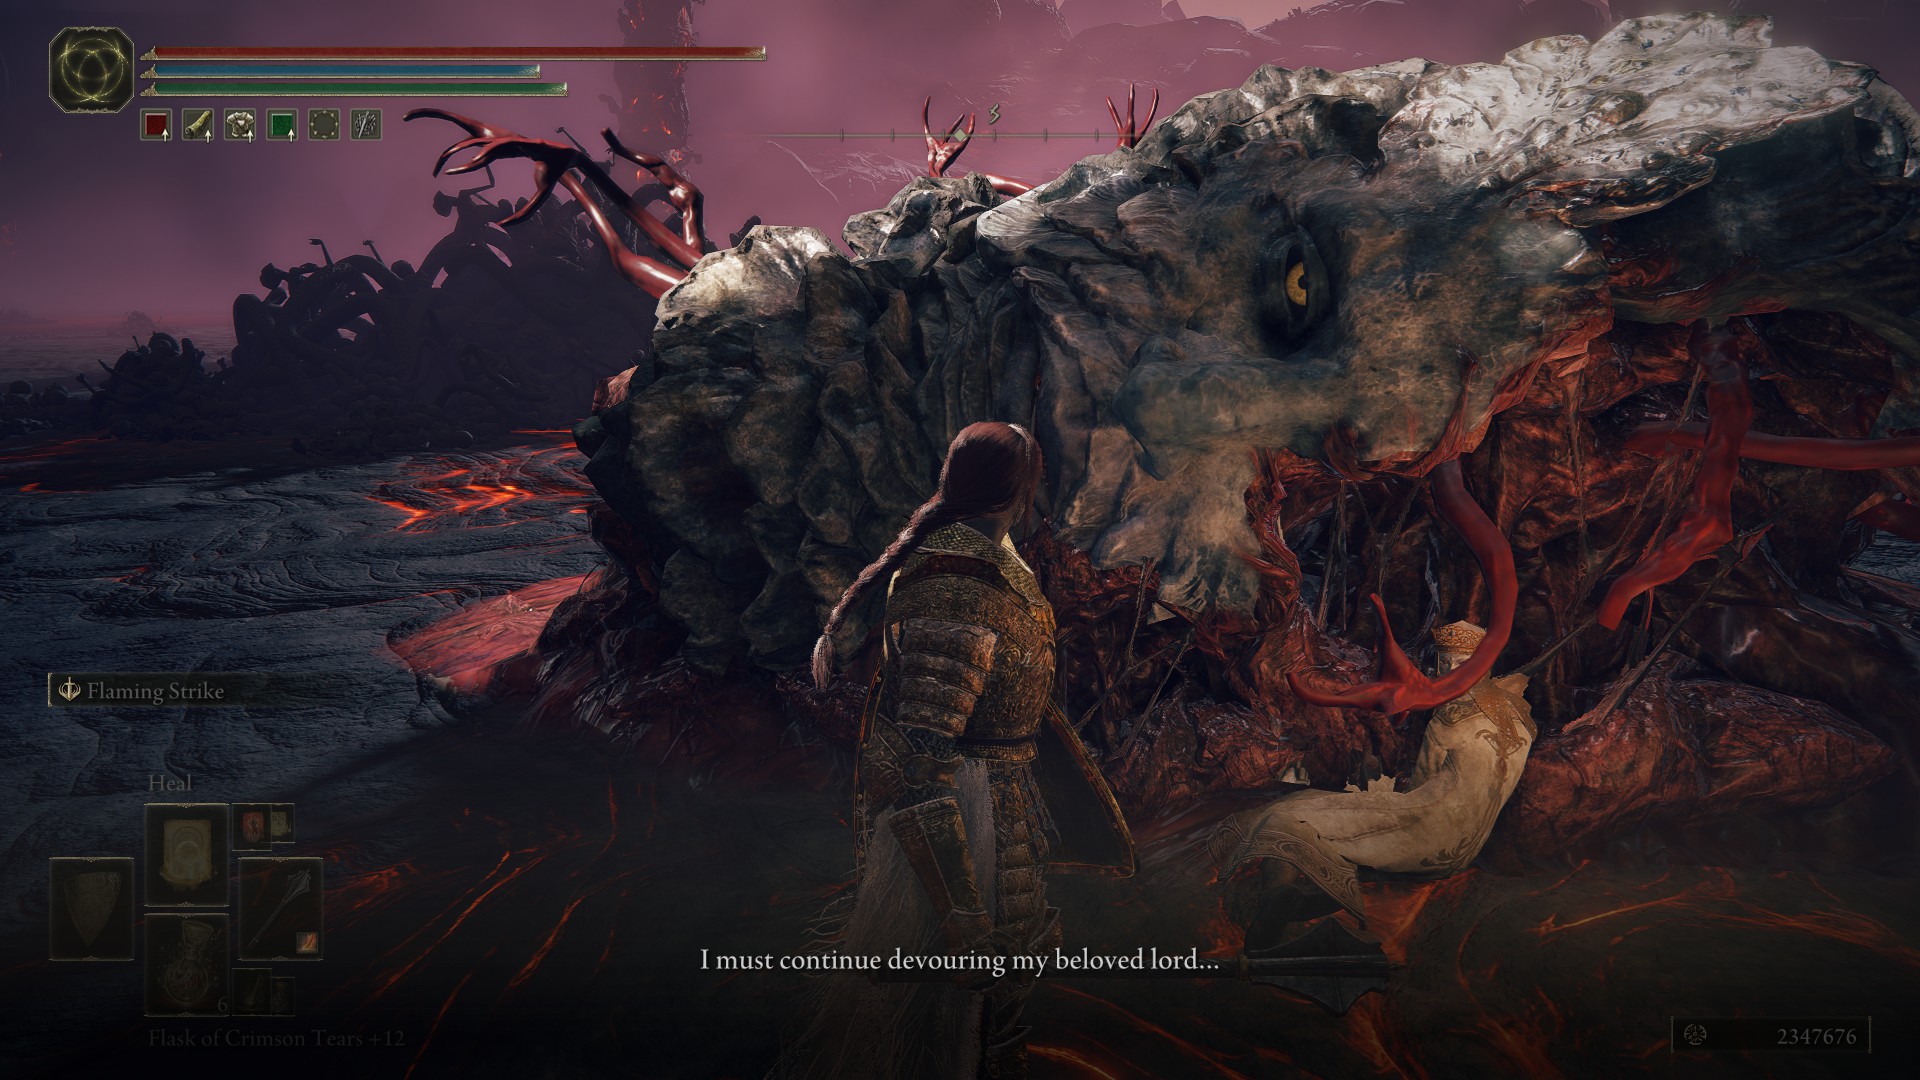 S
Flaming Strike
Heal
6
I must continue devouring my beloved lord...
Flask of Crimson Tears +12
2347676